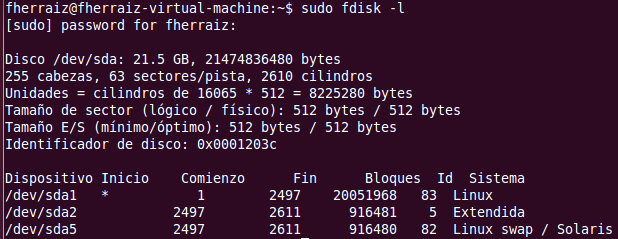 fherraiz@fherraiz-virtual-machine:~$ sudo fdisk -l
[sudo] password for fherraiz:
Disco /dev/sda: 21.5 GB, 21474836480 bytes
255 cabezas, 63 sectores/pista, 2610 cilindros
Unidades = cilindros de 16065 * 512 = 8225280 bytes
Tamaño de sector (lógico / físico): 512 bytes / 512 bytes
Tamaño E/S (mínimo/óptimo): 512 bytes / 512 bytes
Identificador de disco: 0x0001203c
Dispositivo Inicio    Comienzo      Fin      Bloques  Id  Sistema
/dev/sda1   *           1        2497    20051968   83  Linux
/dev/sda2            2497        2611      916481    5  Extendida
/dev/sda5            2497        2611      916480   82  Linux swap / Solaris